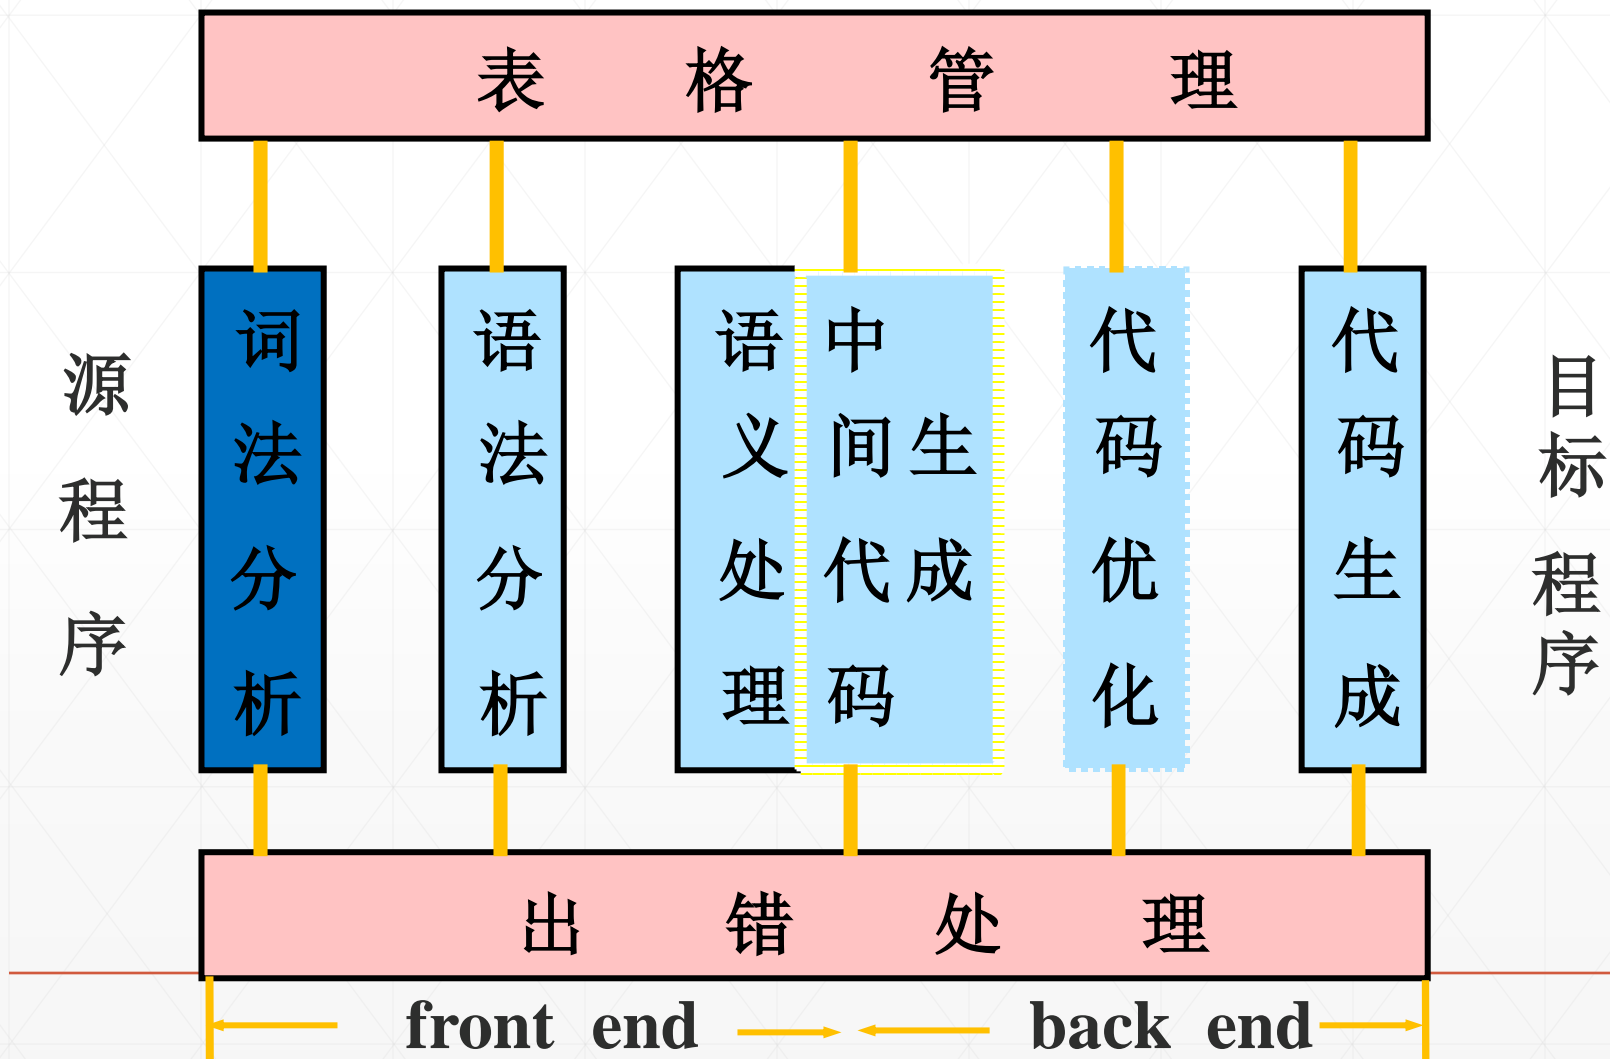 表格管理
源程序
词法分析
语法分析
语义处理
中间代码
生成
代码优化
代码生成
目标程序
出错处理
front end
back end